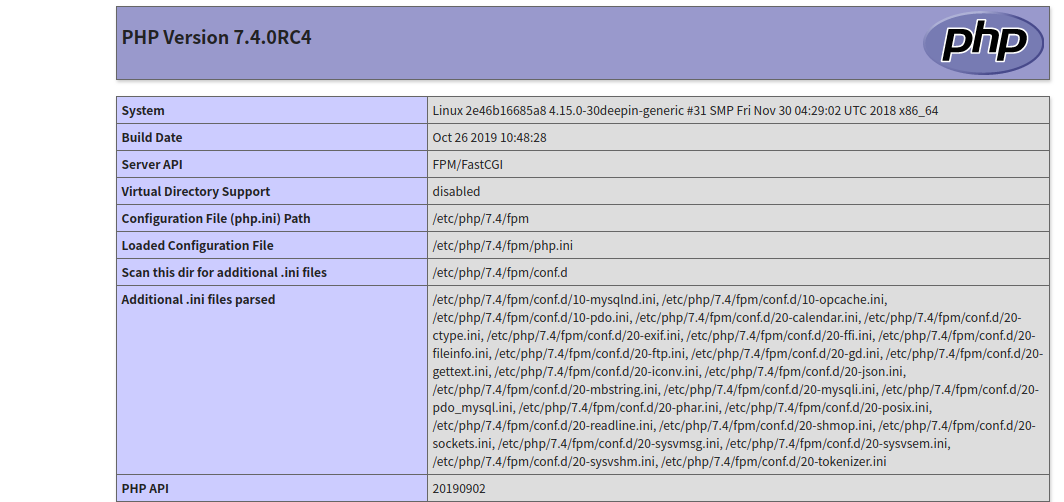 PHP Version 7.4.0RC4
php
System Linux 2e46b16685a8 4.15.0-30deepin-generic #31 SMP Fri Nov 30 04:29:02 UTC 2018 x86_64
Build Date Oct 26 2019 10:48:28
Server API FPM/FastCGI
Virtual Directory Support disabled
Configuration File (php.ini) Path /etc/php/7.4/fpm
Loaded Configuration File /etc/php/7.4/fpm/php.ini
Scan this dir for additional .ini files /etc/php/7.4/fpm/conf.d
Additional .ini files parsed /etc/php/7.4/fpm/conf.d/10-mysqlnd.ini, /etc/php/7.4/fpm/conf.d/10-opcache.ini,
/etc/php/7.4/fpm/conf.d/10-pdo.ini, /etc/php/7.4/fpm/conf.d/20-calendar.ini, /etc/php/7.4/fpm/conf.d/20-
ctype.ini, /etc/php/7.4/fpm/conf.d/20-exif.ini, /etc/php/7.4/fpm/conf.d/20-ffi.ini, /etc/php/7.4/fpm/conf.d/20-
fileinfo.ini, /etc/php/7.4/fpm/conf.d/20-ftp.ini, /etc/php/7.4/fpm/conf.d/20-gd.ini, /etc/php/7.4/fpm/conf.d/20-
gettext.ini, /etc/php/7.4/fpm/conf.d/20-iconv.ini, /etc/php/7.4/fpm/conf.d/20-json.ini,
/etc/php/7.4/fpm/conf.d/20-mbstring.ini, /etc/php/7.4/fpm/conf.d/20-mysqli.ini, /etc/php/7.4/fpm/conf.d/20-
pdo_mysql.ini, /etc/php/7.4/fpm/conf.d/20-phar.ini, /etc/php/7.4/fpm/conf.d/20-posix.ini,
/etc/php/7.4/fpm/conf.d/20-readline.ini, /etc/php/7.4/fpm/conf.d/20-shmop.ini, /etc/php/7.4/fpm/conf.d/20-
sockets.ini, /etc/php/7.4/fpm/conf.d/20-sysvmsg.ini, /etc/php/7.4/fpm/conf.d/20-sysvsem.ini,
/etc/php/7.4/fpm/conf.d/20-sysvshm.ini, /etc/php/7.4/fpm/conf.d/20-tokenizer.ini
PHP API 20190902